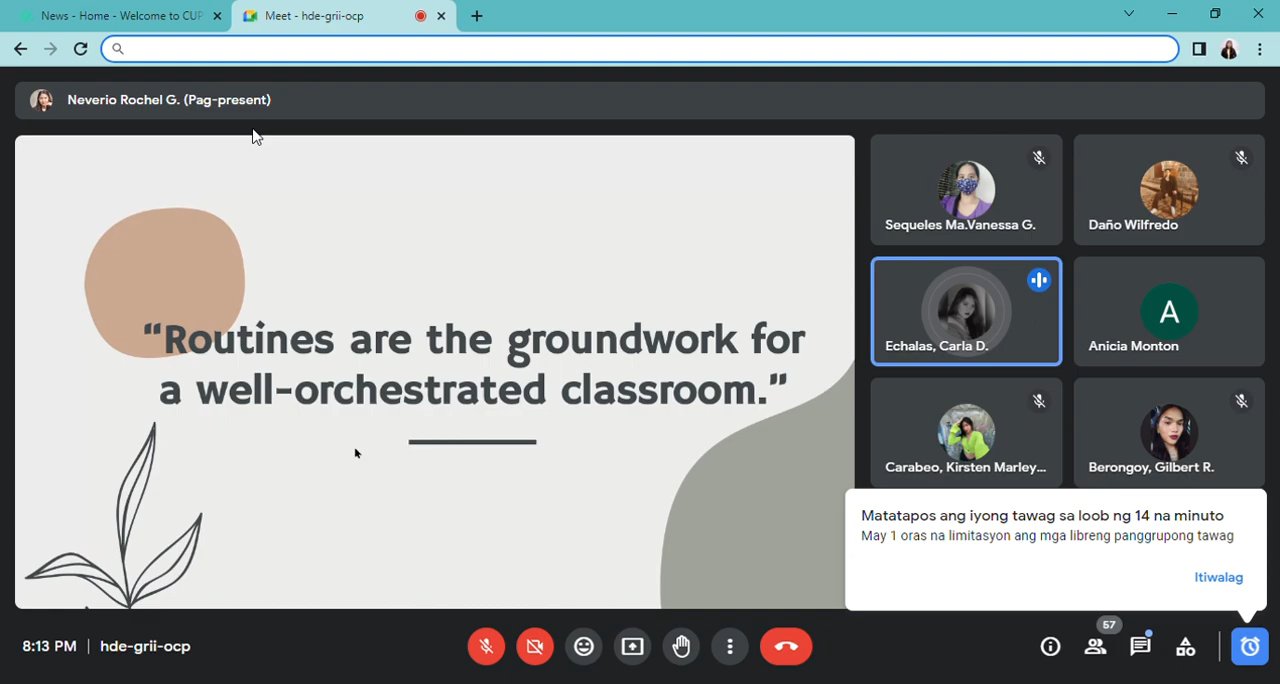 News - Home - Welcome to CUP
Meet - hde-grii-ocp
Neverio Rochel G. (Pag-present)
“Routines are the groundwork for
a well-orchestrated classroom.”
Sequeles Ma.Vanessa G.
Daño Wilfredo
Echalas, Carla D.
A
Anicia Monton
Carabeo, Kirsten Marley...
Berongoy, Gilbert R.
Matatapos ang iyong tawag sa loob ng 14 na minuto
May 1 oras na limitasyon ang mga libreng panggrupong tawag
Itiwalag
8:13 PM | hde-grii-ocp
57